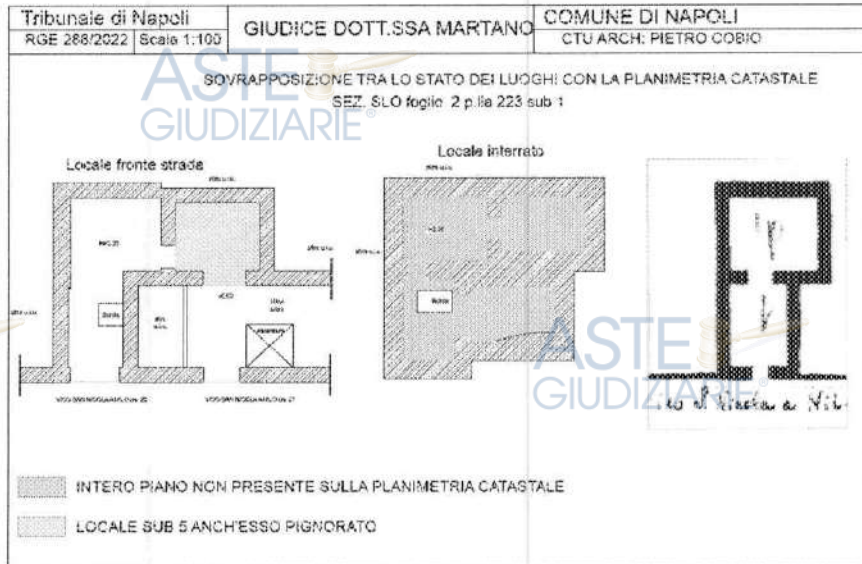 Tribunale di Napoli
RGE 288/2022 Scala 1:100
GIUDICE DOTT.SSA MARTANO
COMUNE DI NAPOLI
CTU ARCH: PIETRO COBIO
SOVRAPPOSIZIONE TRA LO STATO DEI LUOGHI CON LA PLANIMETRIA CATASTALE
SEZ. SLO foglio 2 p.lla 223 sub 1
ASTE
GIUDIZIARIE®
Locale fronte strada
Locale interrato
Botola
Botola
ASTE
GIUDIZIARIE®
INTERO PIANO NON PRESENTE SULLA PLANIMETRIA CATASTALE
LOCALE SUB 5 ANCH'ESSO PIGNORATO